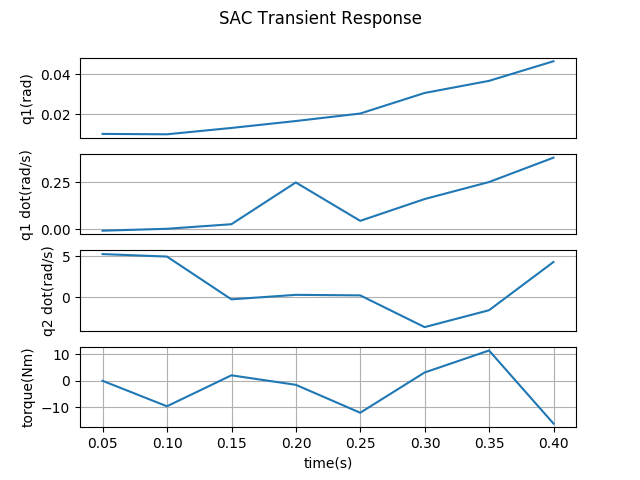 SAC Transient Response
q1(rad)
0.04
0.02
q1 dot(rad/s)
0.25
0.00
q2 dot(rad/s)
5
0
torque(Nm)
10
0
−10
0.05 0.10 0.15 0.20 0.25 0.30 0.35 0.40
time(s)